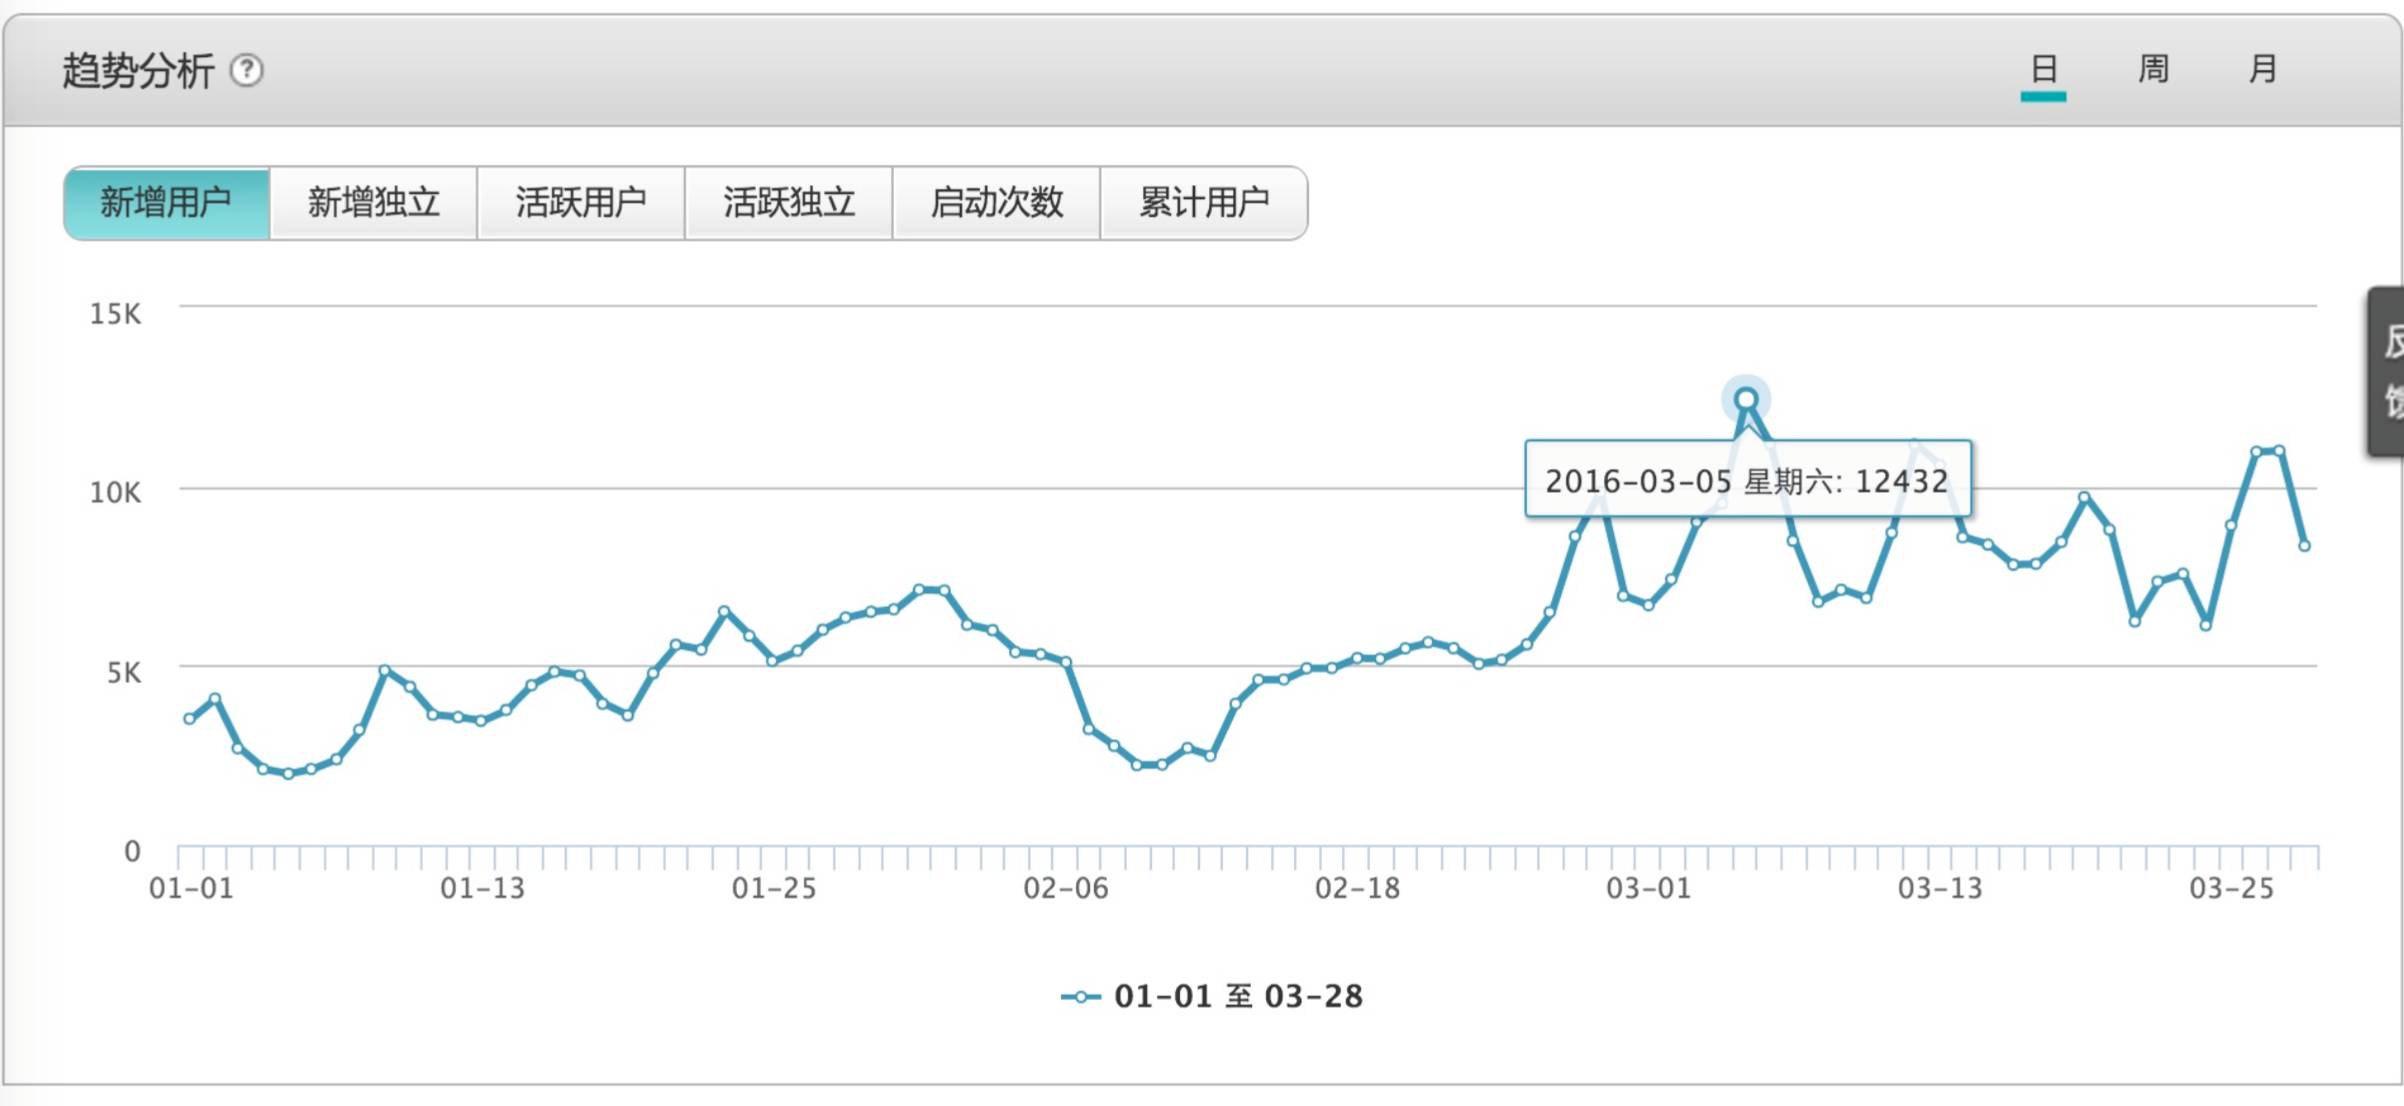 趋势分析 ?
日 周 月
新增用户 新增独立 活跃用户 活跃独立 启动次数 累计用户
15K
10K
5K
0
2016-03-05 星期六: 12432
01-01 01-13 01-25 02-06 02-18 03-01 03-13 03-25
01-01 至 03-28